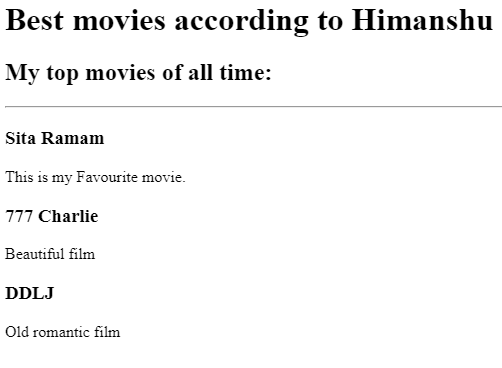 Best movies according to Himanshu
My top movies of all time:
Sita Ramam
This is my Favourite movie.
777 Charlie
Beautiful film
DDLJ
Old romantic film